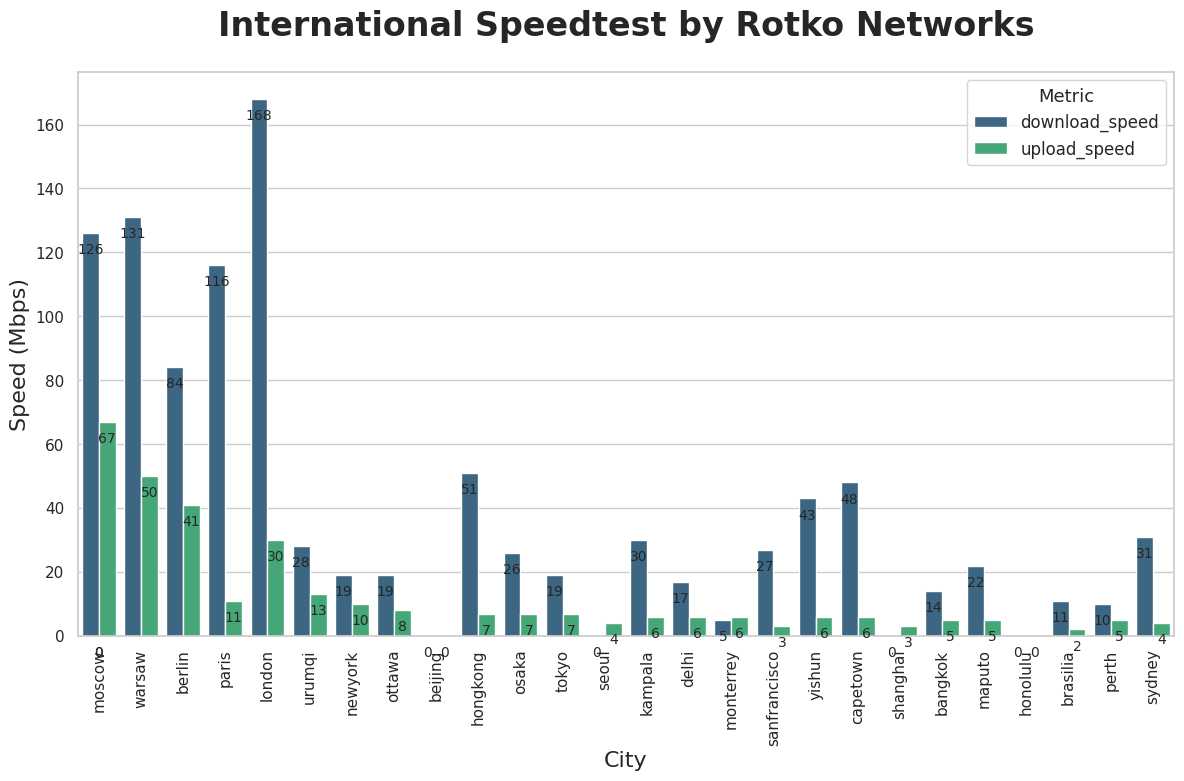 International Speedtest by Rotko Networks
Metric
download_speed
upload_speed
Speed (Mbps)
160
140
120
100
80
60
40
20
0
126
131
84
116
168
28
19
19
0
51
26
19
0
30
17
5
27
43
48
0
14
22
0
11
10
31
67
50
41
11
30
13
10
8
0
7
7
7
4
6
6
6
3
6
6
3
5
5
0
2
5
4
0
moscow
warsaw
berlin
paris
london
urumqi
newyork
ottawa
beijing
hongkong
osaka
tokyo
seoul
kampala
delhi
monterrey
sanfrancisco
yishun
capetown
shanghai
bangkok
maputo
honolulu
brasilia
perth
sydney
City